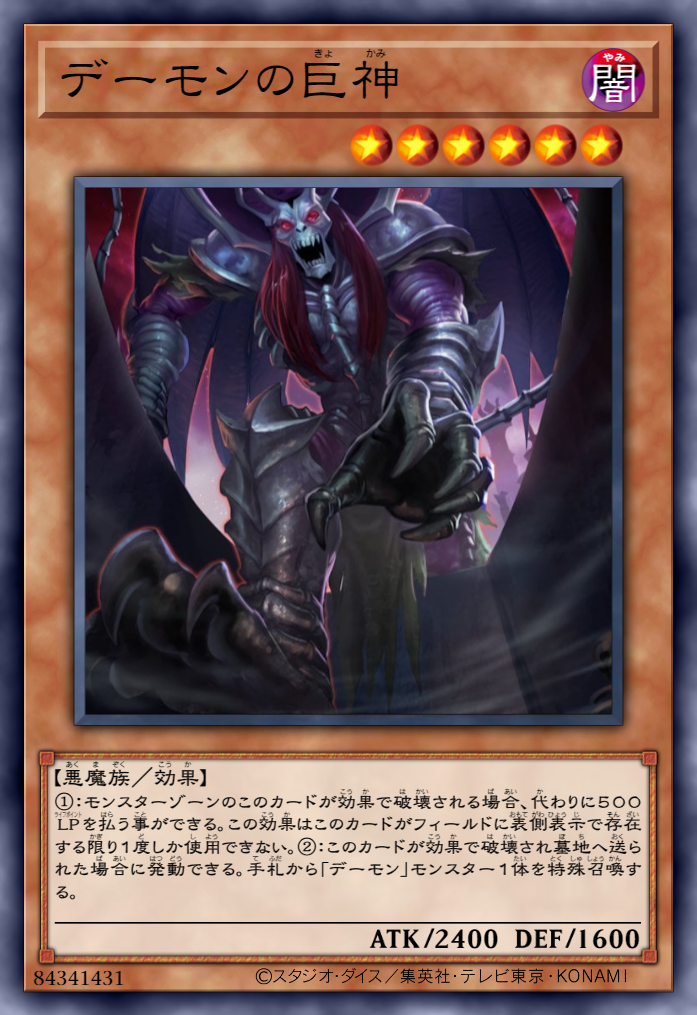 デーモンの巨神
きょ かみ
闇
やみ
【悪魔族／効果】
あく ま ぞく こう か
①：モンスターゾーンのこのカードが効果で破壊される場合、代わりに５００
LPを払う事ができる。この効果はこのカードがフィールドに表側表示で存在
する限り１度しか使用できない。②：このカードが効果で破壊され墓地へ送ら
れた場合に発動できる。手札から「デーモン」モンスター１体を特殊召喚す
る。
ATK/2400 DEF/1600
84341431
©スタジオ・ダイス／集英社・テレビ東京・KONAMI